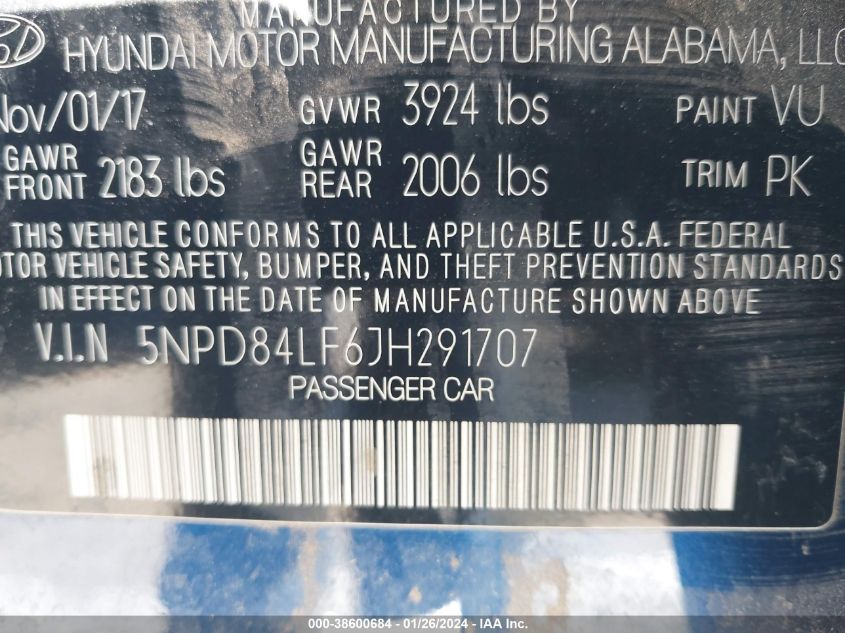 MANUFACTURED BY
HYUNDAI MOTOR MANUFACTURING ALABAMA, LLC
Nov/01/17 GVWR 3924 lbs PAINT VU
GAWR FRONT 2183 lbs GAWR REAR 2006 lbs TRIM PK
THIS VEHICLE CONFORMS TO ALL APPLICABLE U.S.A. FEDERAL
OTOR VEHICLE SAFETY, BUMPER, AND THEFT PREVENTION STANDARDS
IN EFFECT ON THE DATE OF MANUFACTURE SHOWN ABOVE
V.I.N 5NPD84LF6JH291707
PASSENGER CAR
000-38600684 - 01/26/2024 - IAA, Inc.